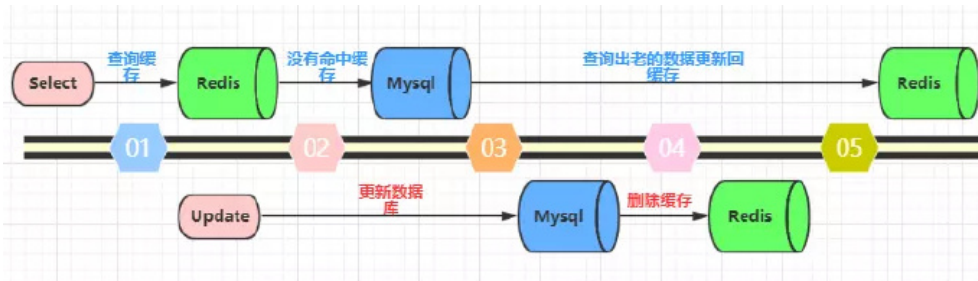 查询缓
存
没有命中缓
存
查询出老的数据更新回
缓存
Select
Redis
Mysql
Redis
01
02
03
04
05
更新数据
库
删除缓存
Update
Mysql
Redis